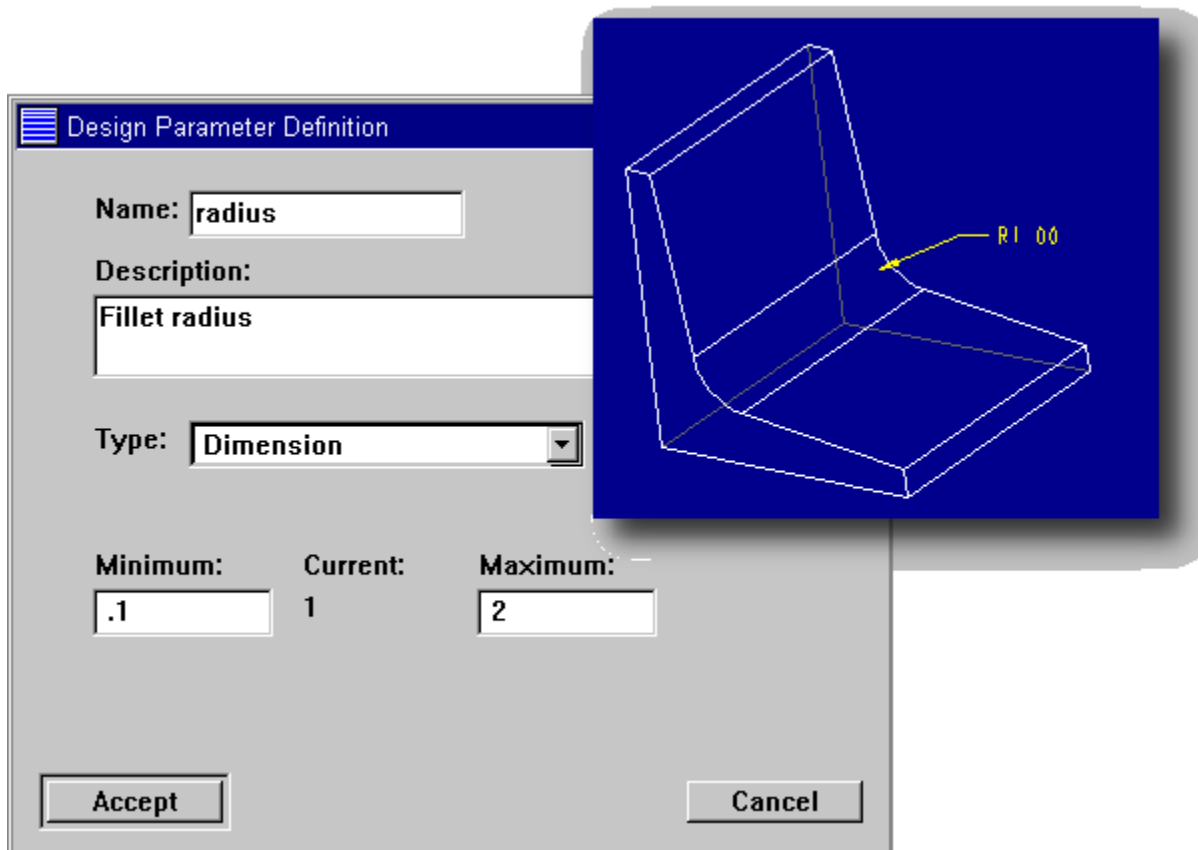 Design Parameter Definition
Name: radius
Description:
Fillet radius
Type: Dimension
R1.00
Minimum: Current: Maximum:
.1 1 2
Accept Cancel